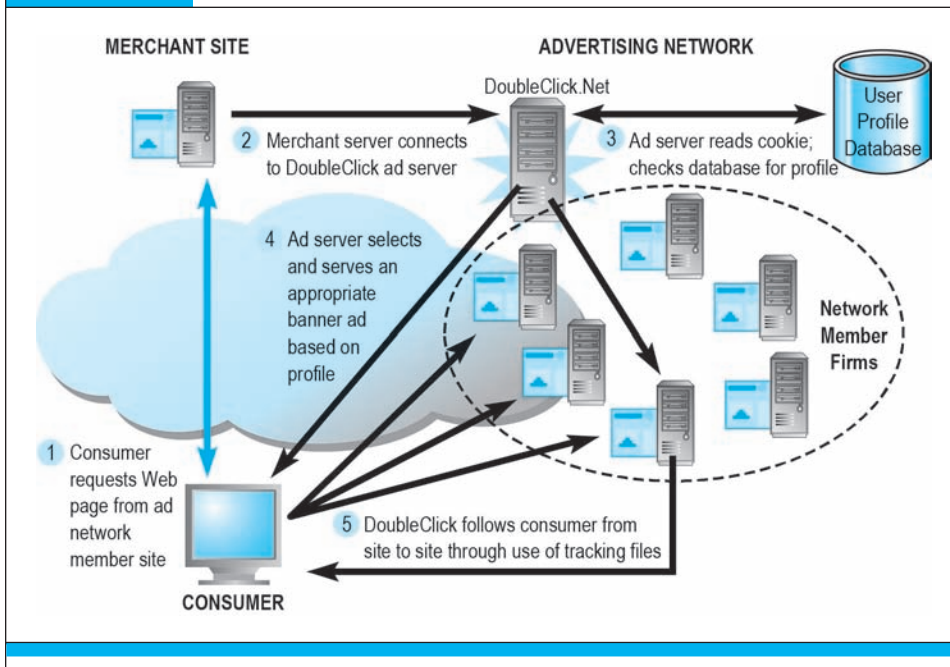 MERCHANT SITE
ADVERTISING NETWORK
DoubleClick.Net
User
Profile
Database
2 Merchant server connects
to DoubleClick ad server
3 Ad server reads cookie;
checks database for profile
4 Ad server selects
and serves an
appropriate
banner ad
based on
profile
Network
Member
Firms
1 Consumer
requests Web
page from ad
network
member site
5 DoubleClick follows consumer from
site to site through use of tracking files
CONSUMER